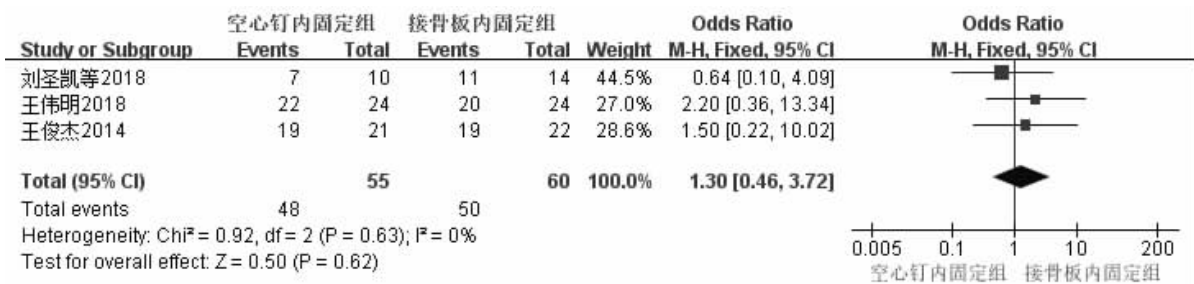 空心钉内固定组 接骨板内固定组 Odds Ratio Odds Ratio
Study or Subgroup Events Total Events Total Weight M-H, Fixed, 95% CI M-H, Fixed, 95% CI
刘圣凯等2018 7 10 11 14 44.5% 0.64 [0.10, 4.09]
王伟明2018 22 24 20 24 27.0% 2.20 [0.36, 13.34]
王俊杰2014 19 21 19 22 28.6% 1.50 [0.22, 10.02]
Total (95% CI) 55 60 100.0% 1.30 [0.46, 3.72]
Total events 48 50
Heterogeneity: Chi² = 0.92, df = 2 (P = 0.63); I² = 0%
Test for overall effect: Z = 0.50 (P = 0.62)
0.005 0.1 1 10 200
空心钉内固定组 接骨板内固定组